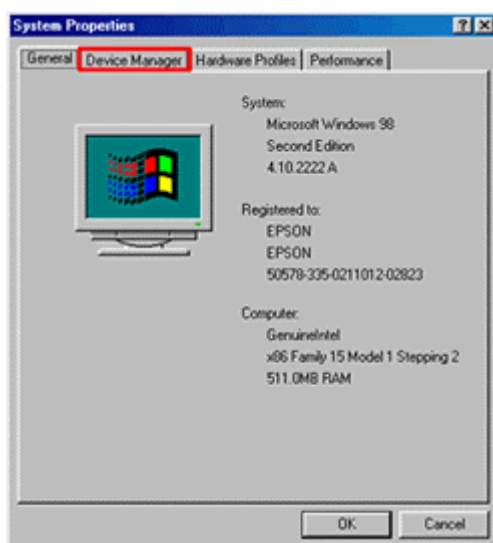 System Properties
General Device Manager Hardware Profiles Performance
System:
Microsoft Windows 98
Second Edition
4.10.2222 A
Registered to:
EPSON
EPSON
50578-335-0211012-02823
Computer:
GenuineIntel
x86 Family 15 Model 1 Stepping 2
511.0MB RAM
OK Cancel